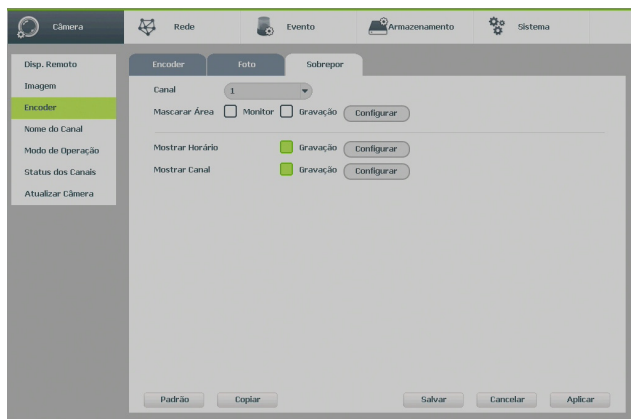 Câmera Rede Evento Armazenamento Sistema
Disp. Remoto
Imagem
Encoder
Nome do Canal
Modo de Operação
Status dos Canais
Atualizar Câmera
Encoder Foto Sobrepor
Canal 1
Mascarar Área Monitor Gravação Configurar
Mostrar Horário Gravação Configurar
Mostrar Canal Gravação Configurar
Padrão Copiar Salvar Cancelar Aplicar